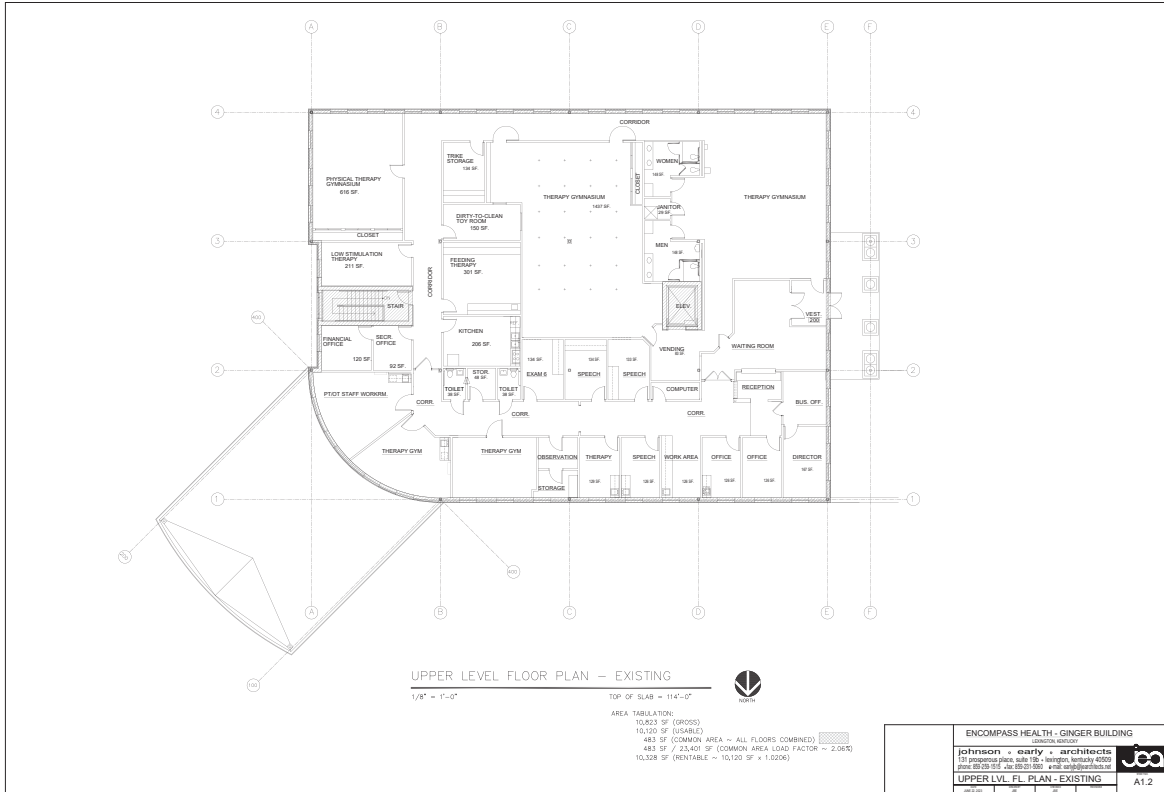 A
B
C
D
E
F
4
4
CORRIDOR
TRIKE
STORAGE
134 SF.
WOMEN
PHYSICAL THERAPY
GYMNASIUM
616 SF.
CLOSET
THERAPY GYMNASIUM
1437 SF.
THERAPY GYMNASIUM
JANITOR
DIRTY-TO-CLEAN
TOY ROOM
150 SF.
CLOSET
3
3
MEN
LOW STIMULATION
THERAPY
211 SF.
FEEDING
THERAPY
301 SF.
CORRIDOR
STAIR
ELEV.
VEST.
200
400
KITCHEN
206 SF.
FINANCIAL
OFFICE
120 SF.
SECR.
OFFICE
92 SF.
VENDING
WAITING ROOM
134 SF.
EXAM 6
SPEECH
SPEECH
2
2
STOR.
TOILET
TOILET
COMPUTER
RECEPTION
PT/OT STAFF WORKRM.
CORR.
CORR.
CORR.
BUS. OFF.
THERAPY GYM
THERAPY GYM
OBSERVATION
THERAPY
SPEECH
WORK AREA
OFFICE
OFFICE
DIRECTOR
STORAGE
1
1
400
A
B
C
D
E
F
100
UPPER LEVEL FLOOR PLAN - EXISTING
1/8" = 1'-0"
TOP OF SLAB = 114'-0"
NORTH
AREA TABULATION:
10,823 SF (GROSS)
10,120 SF (USABLE)
483 SF (COMMON AREA ~ ALL FLOORS COMBINED)
483 SF / 23,401 SF (COMMON AREA LOAD FACTOR ~ 2.06%)
10,328 SF (RENTABLE ~ 10,120 SF x 1.0206)
ENCOMPASS HEALTH - GINGER BUILDING
LEXINGTON, KENTUCKY
johnson • early • architects
131 prosperous place, suite 19b • lexington, kentucky 40509
jea
UPPER LVL. FL. PLAN - EXISTING
A1.2